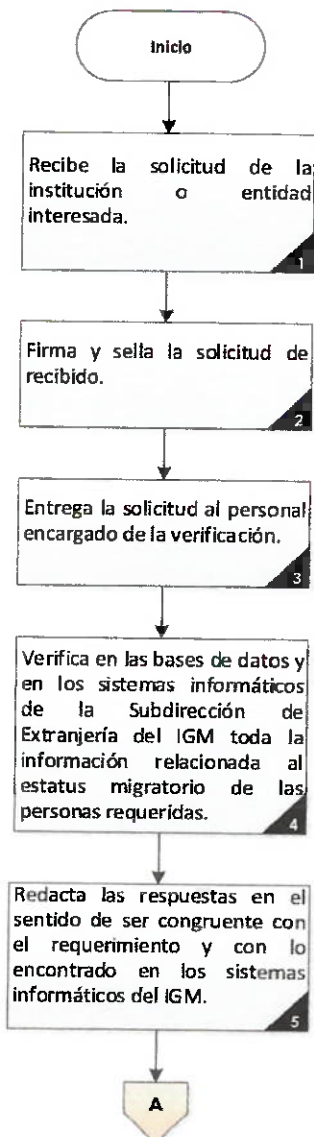 Inicio
Recibe la solicitud de la
institución o entidad
interesada.
1
Firma y sella la solicitud de
recibido.
2
Entrega la solicitud al personal
encargado de la verificación.
3
Verifica en las bases de datos y
en los sistemas informáticos
de la Subdirección de
Extranjería del IGM toda la
información relacionada al
estatus migratorio de las
personas requeridas.
4
Redacta las respuestas en el
sentido de ser congruente con
el requerimiento y con lo
encontrado en los sistemas
informáticos del IGM.
5
A